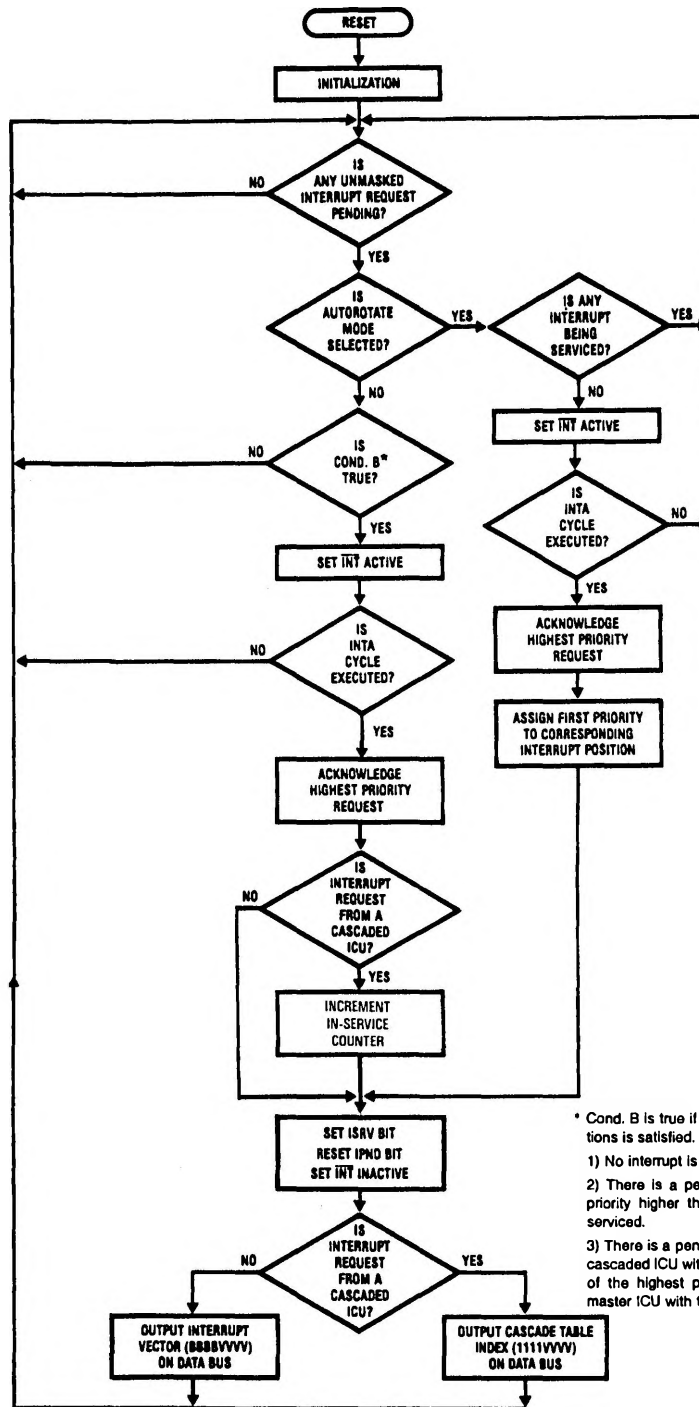 RESET
INITIALIZATION
IS
ANY UNMASKED
INTERRUPT REQUEST
PENDING?
NO
YES
IS
AUTOROTATE
MODE
SELECTED?
YES
NO
IS ANY
INTERRUPT
BEING
SERVICED?
YES
NO
SET INT ACTIVE
IS
INTA
CYCLE
EXECUTED?
NO
YES
ACKNOWLEDGE
HIGHEST PRIORITY
REQUEST
ASSIGN FIRST PRIORITY
TO CORRESPONDING
INTERRUPT POSITION
IS
COND. B*
TRUE?
NO
YES
SET INT ACTIVE
IS
INTA
CYCLE
EXECUTED?
NO
YES
ACKNOWLEDGE
HIGHEST PRIORITY
REQUEST
IS
INTERRUPT
REQUEST
FROM A
CASCADED
ICU?
NO
YES
INCREMENT
IN-SERVICE
COUNTER
SET ISRV BIT
RESET IPND BIT
SET INT INACTIVE
IS
INTERRUPT
REQUEST
FROM A
CASCADED
ICU?
NO
YES
OUTPUT INTERRUPT
VECTOR (BBBBVVVV)
ON DATA BUS
OUTPUT CASCADE TABLE
INDEX (1111VVVV)
ON DATA BUS
* Cond. B is true if
tions is satisfied.
1) No interrupt is
2) There is a pe
priority higher th
serviced.
3) There is a pen
cascaded ICU wit
of the highest p
master ICU with t